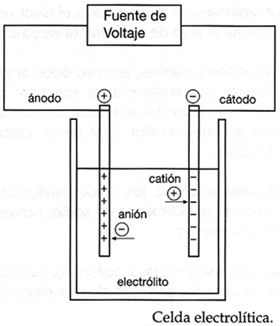 Fuente de
Voltaje
ánodo
+
−
cátodo
catión
+
anión
−
+
+
+
+
+
+
+
−
−
−
−
−
−
−
electrólito
Celda electrolítica.